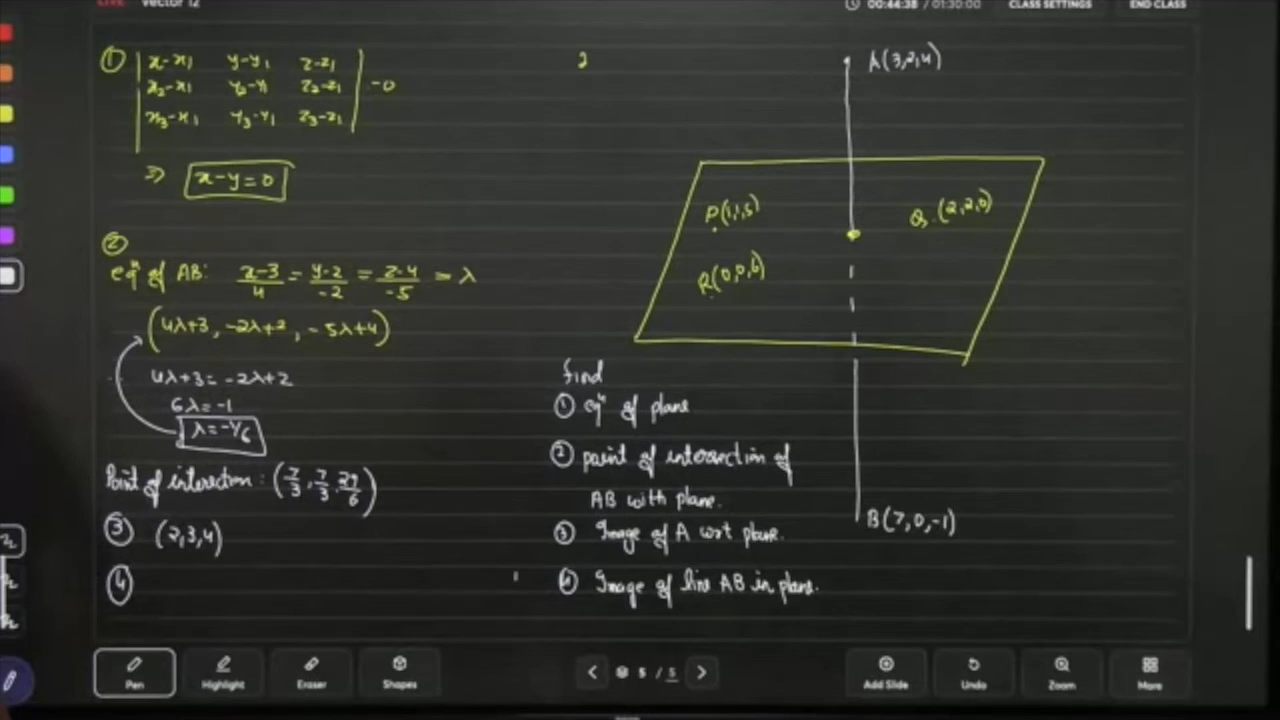 LIVE Vector 12
00:44:38 / 01:30:00 CLASS SETTINGS END CLASS
① | x-x₁ y-y₁ z-z₁ |
| x₂-x₁ y₂-y₁ z₂-z₁ | =0
| x₃-x₁ y₃-y₁ z₃-z₁ |
⇒ x-y=0
②
eqⁿ of AB: x-3/4 = y-2/-2 = z-4/-5 = λ
(4λ+3, -2λ+2, -5λ+4)
4λ+3 = -2λ+2
6λ = -1
λ = -1/6
Point of intersection: (7/3, 7/3, 29/6)
③ (2,3,4)
④
2
A(3,2,4)
P(1,1,5)
Q(2,2,0)
R(0,0,6)
B(7,0,-1)
find
① eqⁿ of plane
② point of intersection of
AB with plane.
③ Image of A wrt plane.
④ Image of line AB in plane.
Pen Highlight Eraser Shapes
5 / 5
Add Slide Undo Zoom More